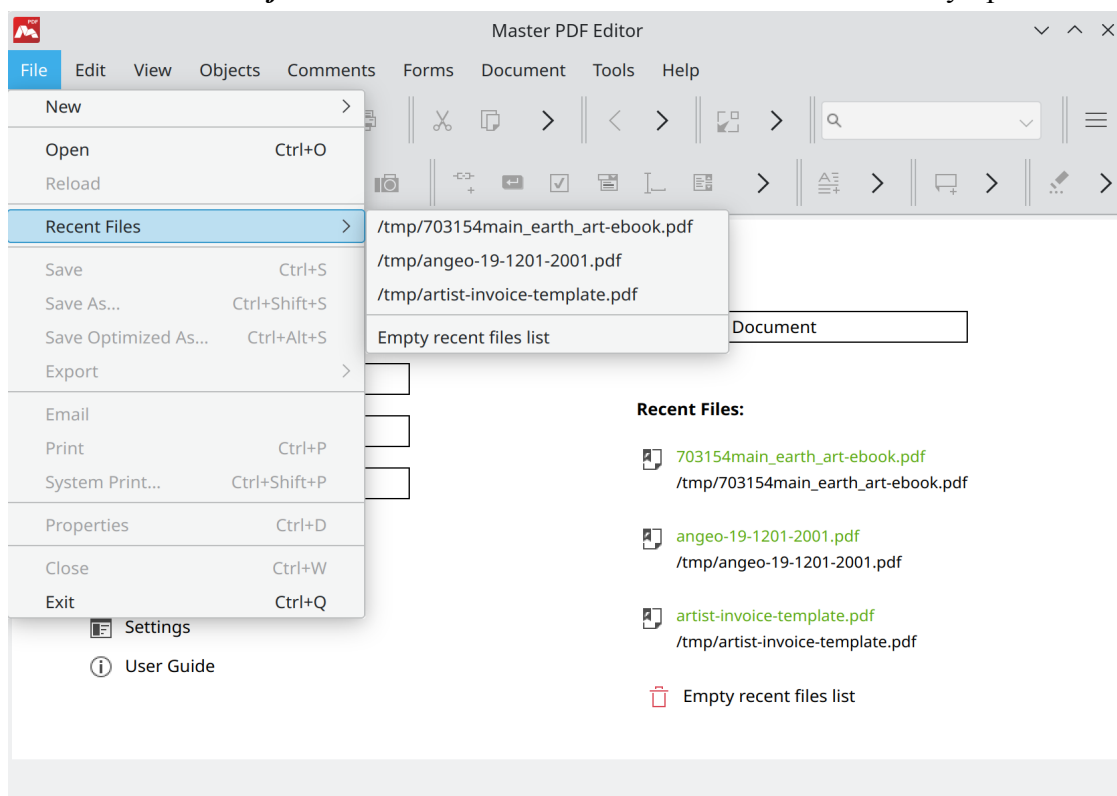 PDF
Master PDF Editor
File Edit View Objects Comments Forms Document Tools Help
New
Open Ctrl+O
Reload
Recent Files
/tmp/703154main_earth_art-ebook.pdf
/tmp/angeo-19-1201-2001.pdf
/tmp/artist-invoice-template.pdf
Empty recent files list
Save Ctrl+S
Save As... Ctrl+Shift+S
Save Optimized As... Ctrl+Alt+S
Export
Email
Print Ctrl+P
System Print... Ctrl+Shift+P
Properties Ctrl+D
Close Ctrl+W
Exit Ctrl+Q
Settings
User Guide
Document
Recent Files:
703154main_earth_art-ebook.pdf
/tmp/703154main_earth_art-ebook.pdf
angeo-19-1201-2001.pdf
/tmp/angeo-19-1201-2001.pdf
artist-invoice-template.pdf
/tmp/artist-invoice-template.pdf
Empty recent files list